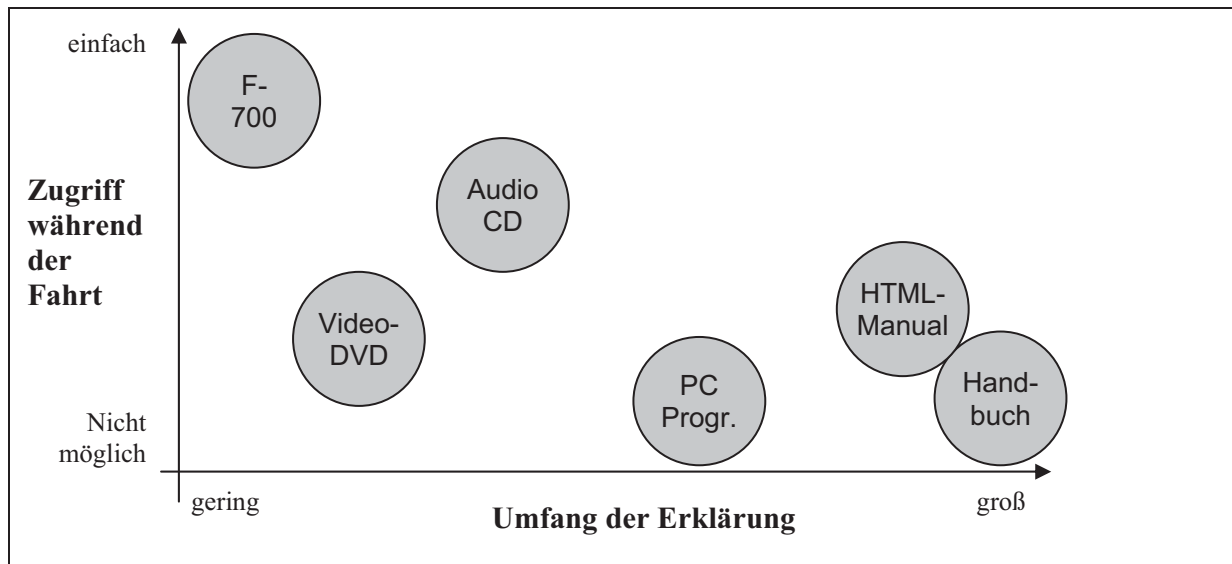 einfach
F-
700
Audio
CD
Zugriff
während
der
Fahrt
HTML-
Manual
Video-
DVD
PC
Progr.
Hand-
buch
Nicht
möglich
gering
groß
Umfang der Erklärung